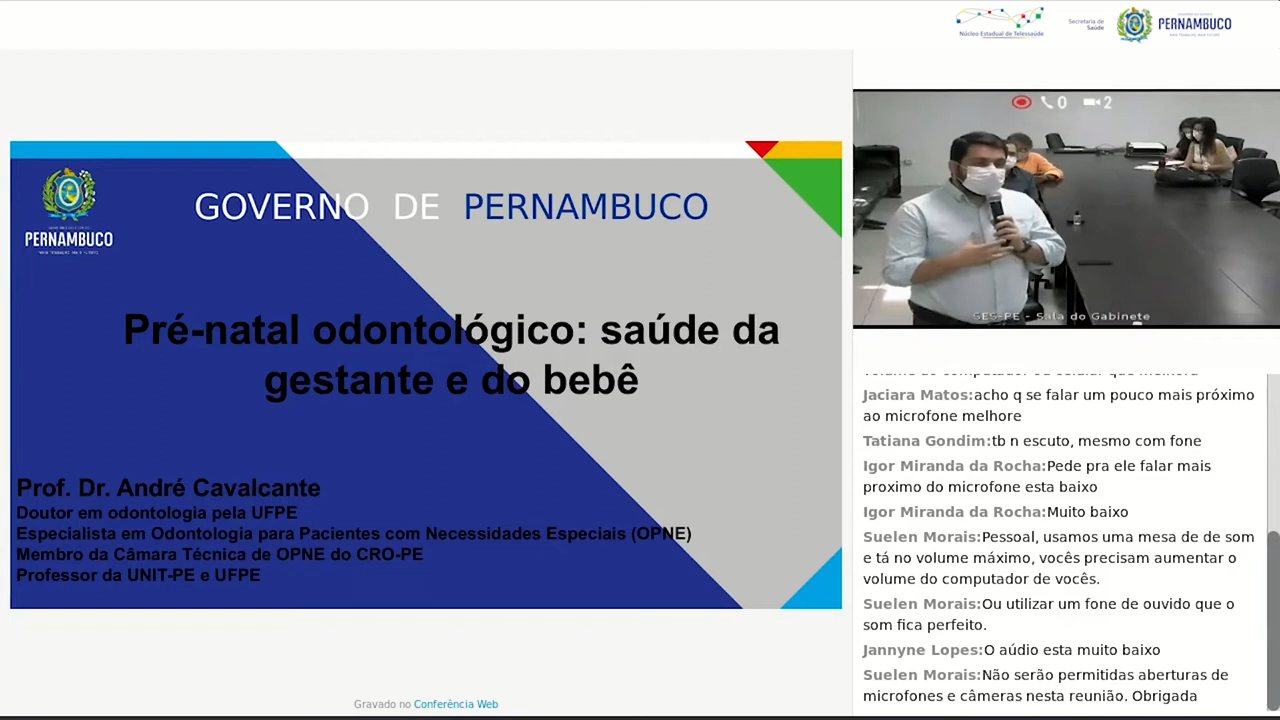 Núcleo Estadual de Telessaúde
Secretaria de
Saúde
PERNAMBUCO
GOVERNO DE PERNAMBUCO
PERNAMBUCO
Pré-natal odontológico: saúde da
gestante e do bebê
Prof. Dr. André Cavalcante
Doutor em odontologia pela UFPE
Especialista em Odontologia para Pacientes com Necessidades Especiais (OPNE)
Membro da Câmara Técnica de OPNE do CRO-PE
Professor da UNIT-PE e UFPE
Gravado no Conferência Web
0 2
SES-PE - Sala do Gabinete
Jaciara Matos:acho q se falar um pouco mais próximo
ao microfone melhore
Tatiana Gondim:tb n escuto, mesmo com fone
Igor Miranda da Rocha:Pede pra ele falar mais
proximo do microfone esta baixo
Igor Miranda da Rocha:Muito baixo
Suelen Morais:Pessoal, usamos uma mesa de de som
e tá no volume máximo, vocês precisam aumentar o
volume do computador de vocês.
Suelen Morais:Ou utilizar um fone de ouvido que o
som fica perfeito.
Jannyne Lopes:O aúdio esta muito baixo
Suelen Morais:Não serão permitidas aberturas de
microfones e câmeras nesta reunião. Obrigada